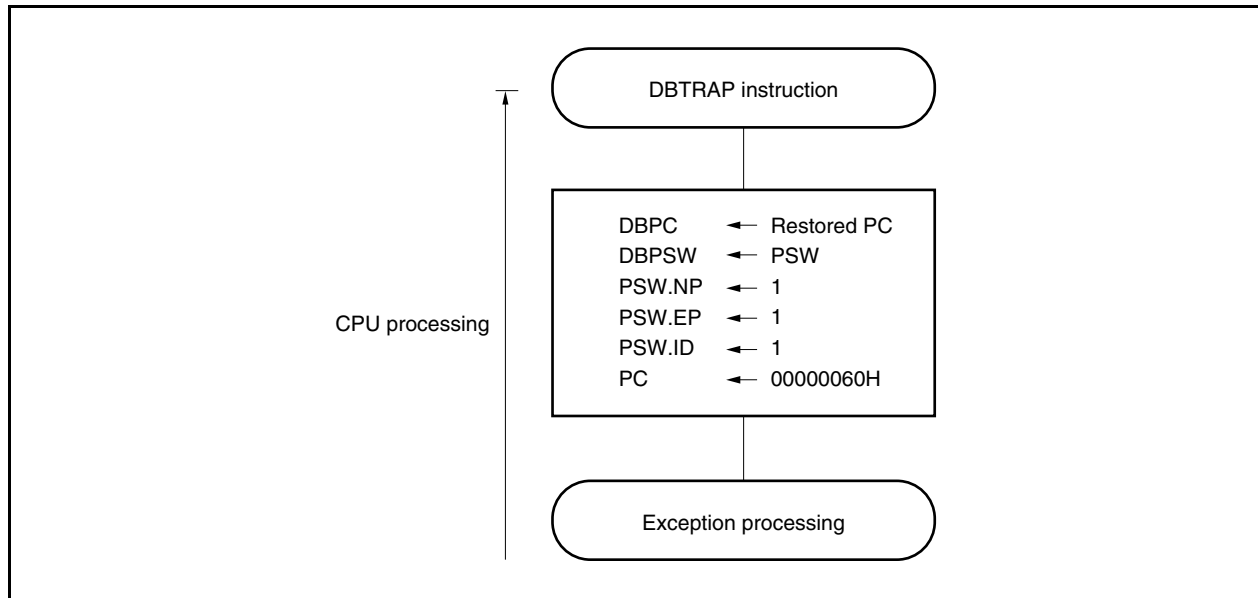 DBTRAP instruction
DBPC ← Restored PC
DBPSW ← PSW
PSW.NP ← 1
PSW.EP ← 1
PSW.ID ← 1
PC ← 00000060H
CPU processing
Exception processing